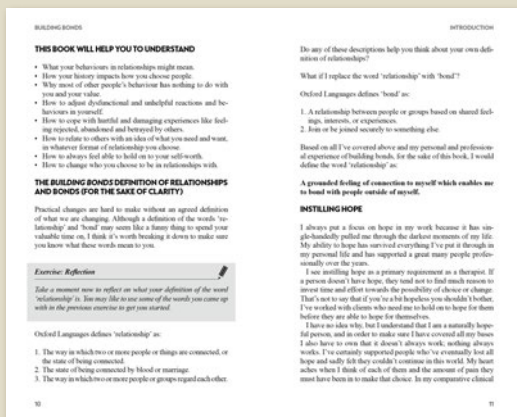 BUILDING BONDS
THIS BOOK WILL HELP YOU TO UNDERSTAND
• What your behaviours in relationships might mean.
• How your history impacts how you choose people.
• Why most of other people's behaviour has nothing to do with
you and your value.
• How to adjust dysfunctional and unhelpful reactions and be-
haviours in yourself.
• How to cope with hurtful and damaging experiences like feel-
ing rejected, abandoned and betrayed by others.
• How to relate to others with an idea of what you need and want,
in whatever format of relationship you choose.
• How to always feel able to hold on to your self-worth.
• How to change who you choose to be in relationships with.
THE BUILDING BONDS DEFINITION OF RELATIONSHIPS
AND BONDS (FOR THE SAKE OF CLARITY)
Practical changes are hard to make without an agreed definition
of what we are changing. Although a definition of the words 're-
lationship' and 'bond' may seem like a funny thing to spend your
valuable time on, I think it's worth breaking it down to make sure
you know what these words mean to you.
Exercise: Reflection
Take a moment now to reflect on what your definition of the word
'relationship' is. You may like to use some of the words you came up
with in the previous exercise to get you started.
Oxford Languages defines 'relationship' as:
1. The way in which two or more people or things are connected, or
the state of being connected.
2. The state of being connected by blood or marriage.
3. The way in which two or more people or groups regard each other.
10
INTRODUCTION
Do any of these descriptions help you think about your own defi-
nition of relationships?
What if I replace the word 'relationship' with 'bond'?
Oxford Languages defines 'bond' as:
1. A relationship between people or groups based on shared feel-
ings, interests, or experiences.
2. Join or be joined securely to something else.
Based on all I've covered above and my personal and profession-
al experience of building bonds, for the sake of this book, I would
define the word 'relationship' as:
A grounded feeling of connection to myself which enables me
to bond with people outside of myself.
INSTILLING HOPE
I always put a focus on hope in my work because it has sin-
gle-handedly pulled me through the darkest moments of my life.
My ability to hope has survived everything I've put it through in
my personal life and has supported a great many people profes-
sionally over the years.
I see instilling hope as a primary requirement as a therapist. If
a person doesn't have hope, they tend not to find much reason to
invest time and effort towards the possibility of choice or change.
That's not to say that if you're a bit hopeless you shouldn't bother.
I've worked with clients who need me to hold on to hope for them
before they are able to hope for themselves.
I have no idea why, but I understand that I am a naturally hope-
ful person, and in order to make sure I have covered all my bases
I also have to own that it doesn't always work; nothing always
works. I've certainly supported people who've eventually lost all
hope and sadly felt they couldn't continue in this world. My heart
aches when I think of each of them and the amount of pain they
must have been in to make that choice. In my comparative clinical
11